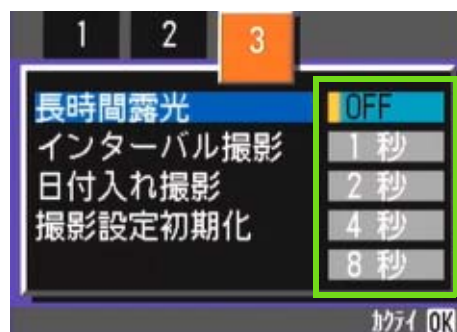 1 2 3
長時間露光 OFF
インターバル撮影 1 秒
日付入れ撮影 2 秒
撮影設定初期化 4 秒
8 秒
ｶｸﾃｲ OK